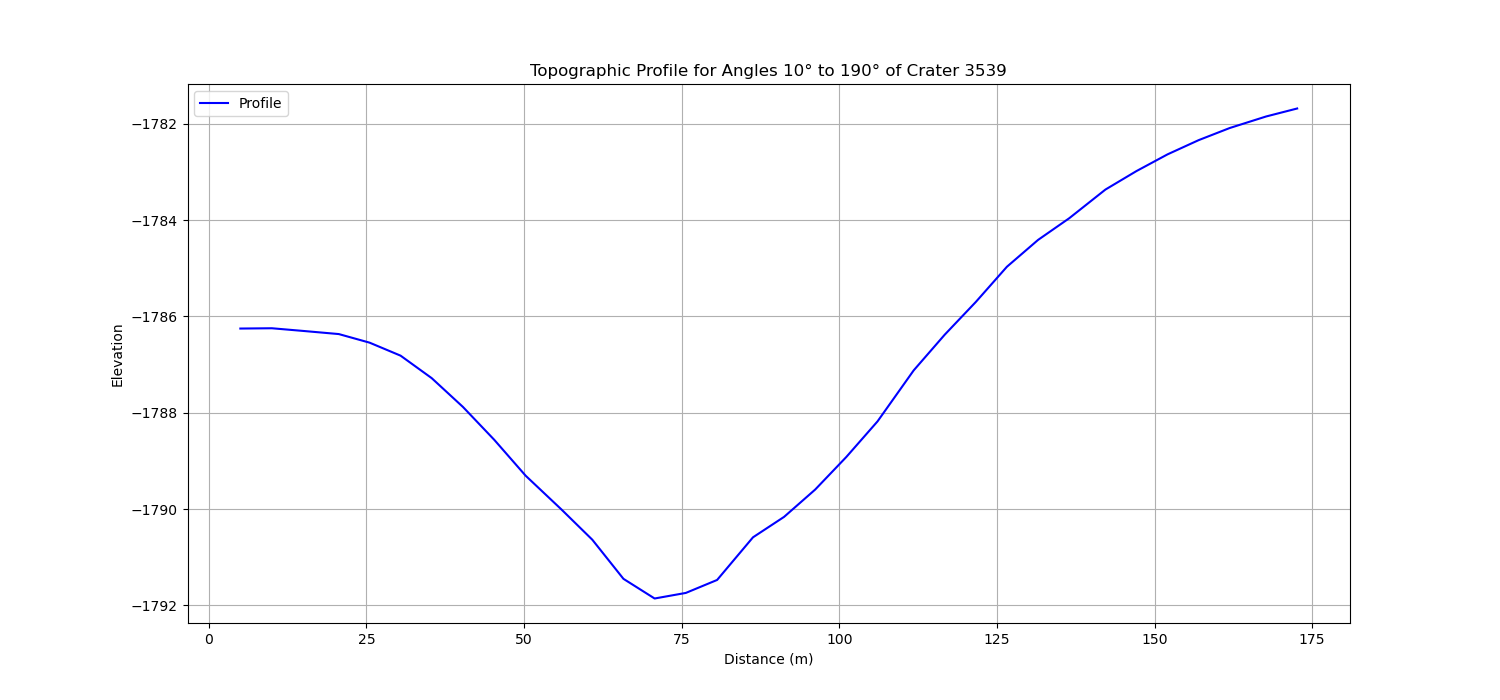 Topographic Profile for Angles 10° to 190° of Crater 3539
Profile
−1782
−1784
−1786
−1788
−1790
−1792
Elevation
0 25 50 75 100 125 150 175
Distance (m)